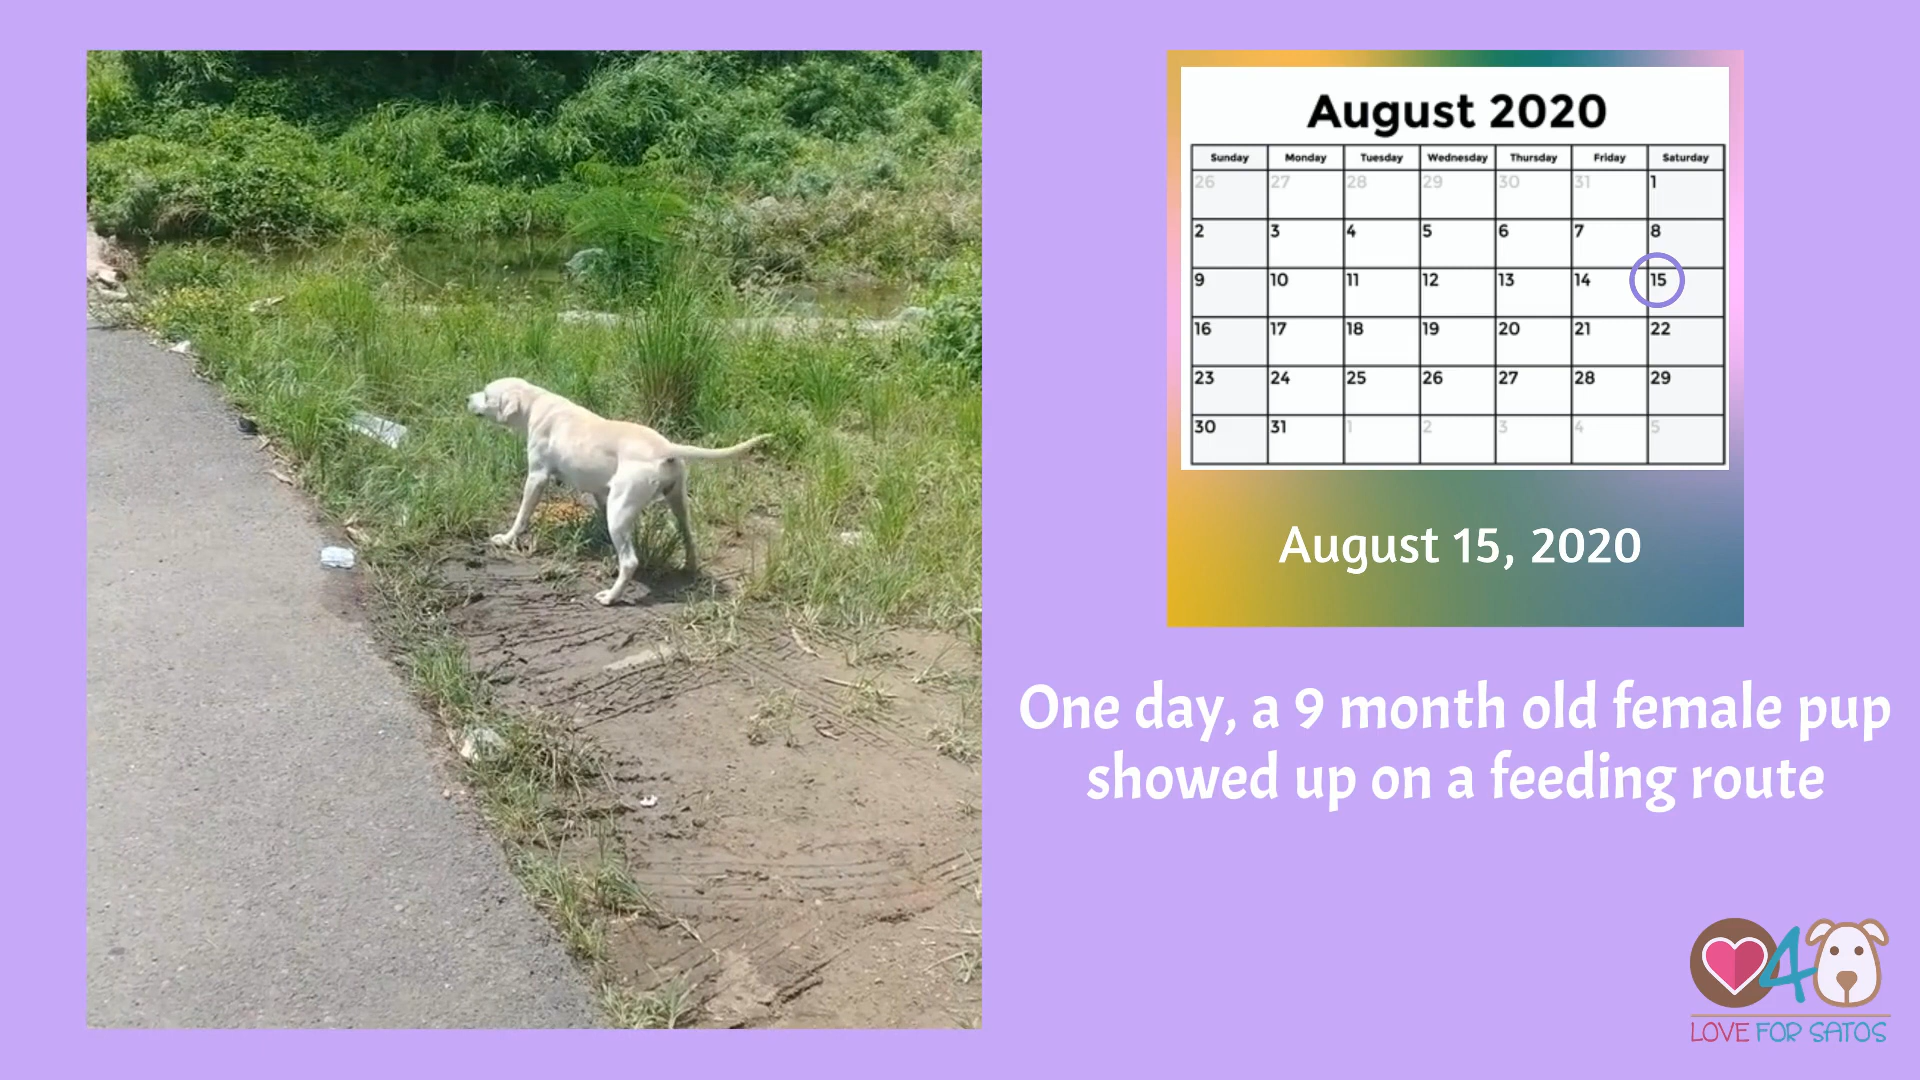 August 2020
Sunday Monday Tuesday Wednesday Thursday Friday Saturday
26 27 28 29 30 31 1
2 3 4 5 6 7 8
9 10 11 12 13 14 15
16 17 18 19 20 21 22
23 24 25 26 27 28 29
30 31 1 2 3 4 5
August 15, 2020
One day, a 9 month old female pup
showed up on a feeding route
4
LOVE FOR SATOS